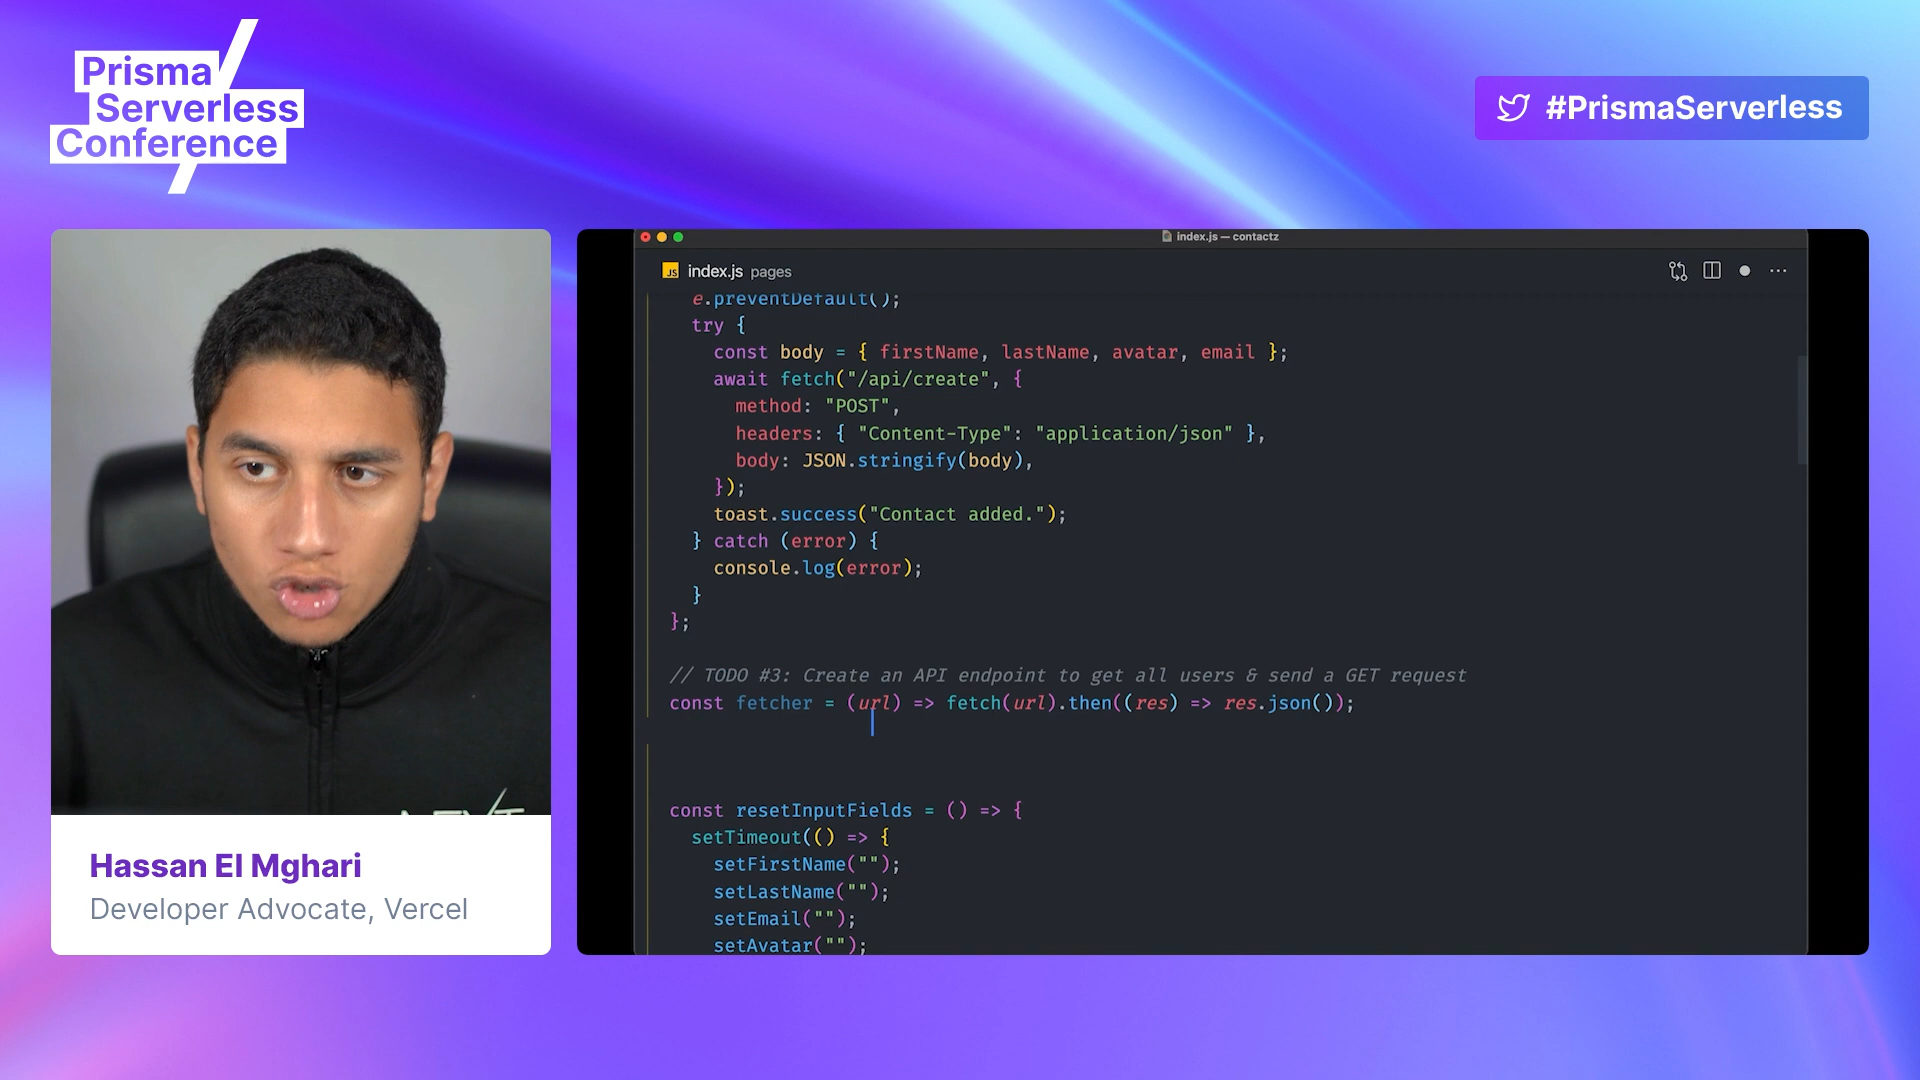 Prisma
Serverless
Conference
#PrismaServerless
index.js — contactz
JS index.js pages
e.preventDefault();
try {
const body = { firstName, lastName, avatar, email };
await fetch("/api/create", {
method: "POST",
headers: { "Content-Type": "application/json" },
body: JSON.stringify(body),
});
toast.success("Contact added.");
} catch (error) {
console.log(error);
}
};
// TODO #3: Create an API endpoint to get all users & send a GET request
const fetcher = (url) => fetch(url).then((res) => res.json());
const resetInputFields = () => {
setTimeout(() => {
setFirstName("");
setLastName("");
setEmail("");
setAvatar("");
Hassan El Mghari
Developer Advocate, Vercel